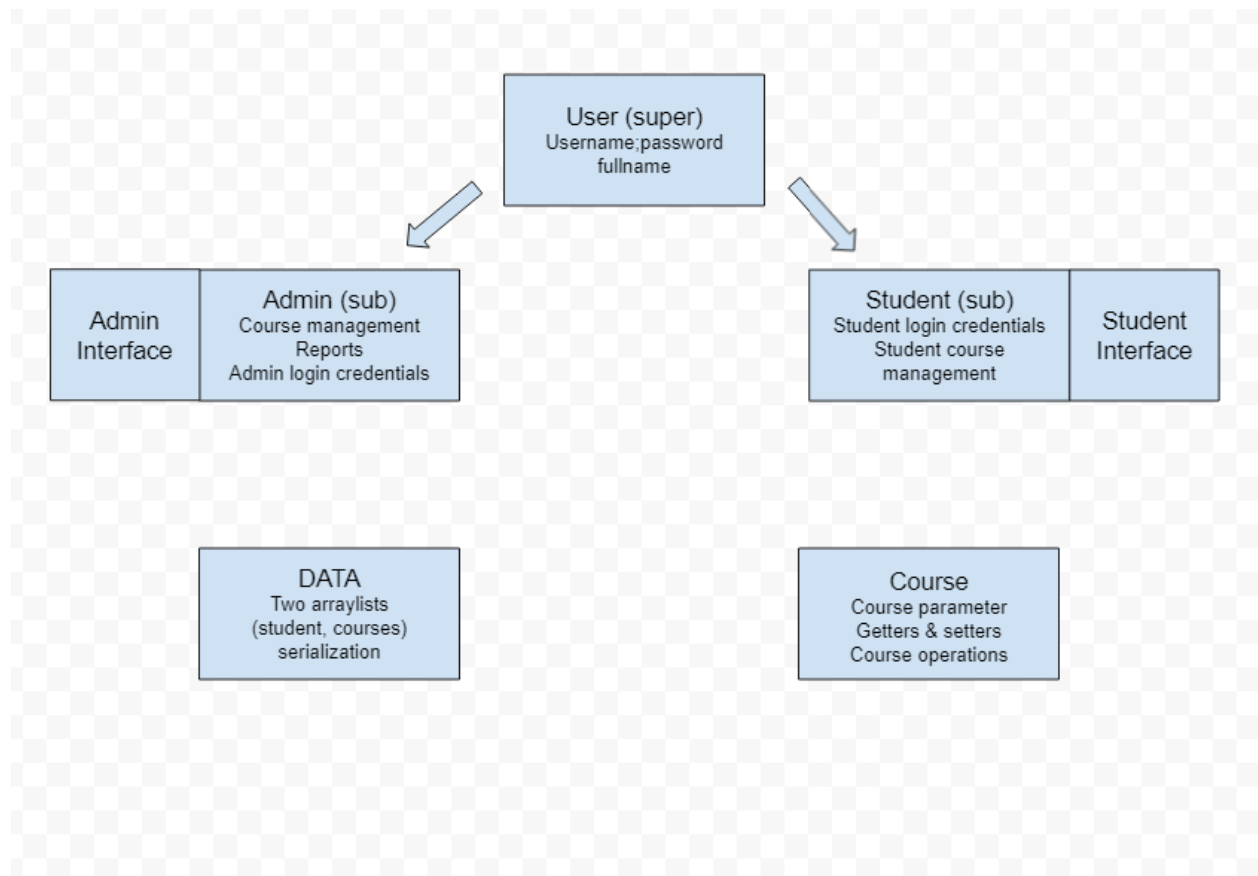 User (super)
Username;password
fullname
Admin
Interface
Admin (sub)
Course management
Reports
Admin login credentials
Student (sub)
Student login credentials
Student course
management
Student
Interface
DATA
Two arraylists
(student, courses)
serialization
Course
Course parameter
Getters & setters
Course operations